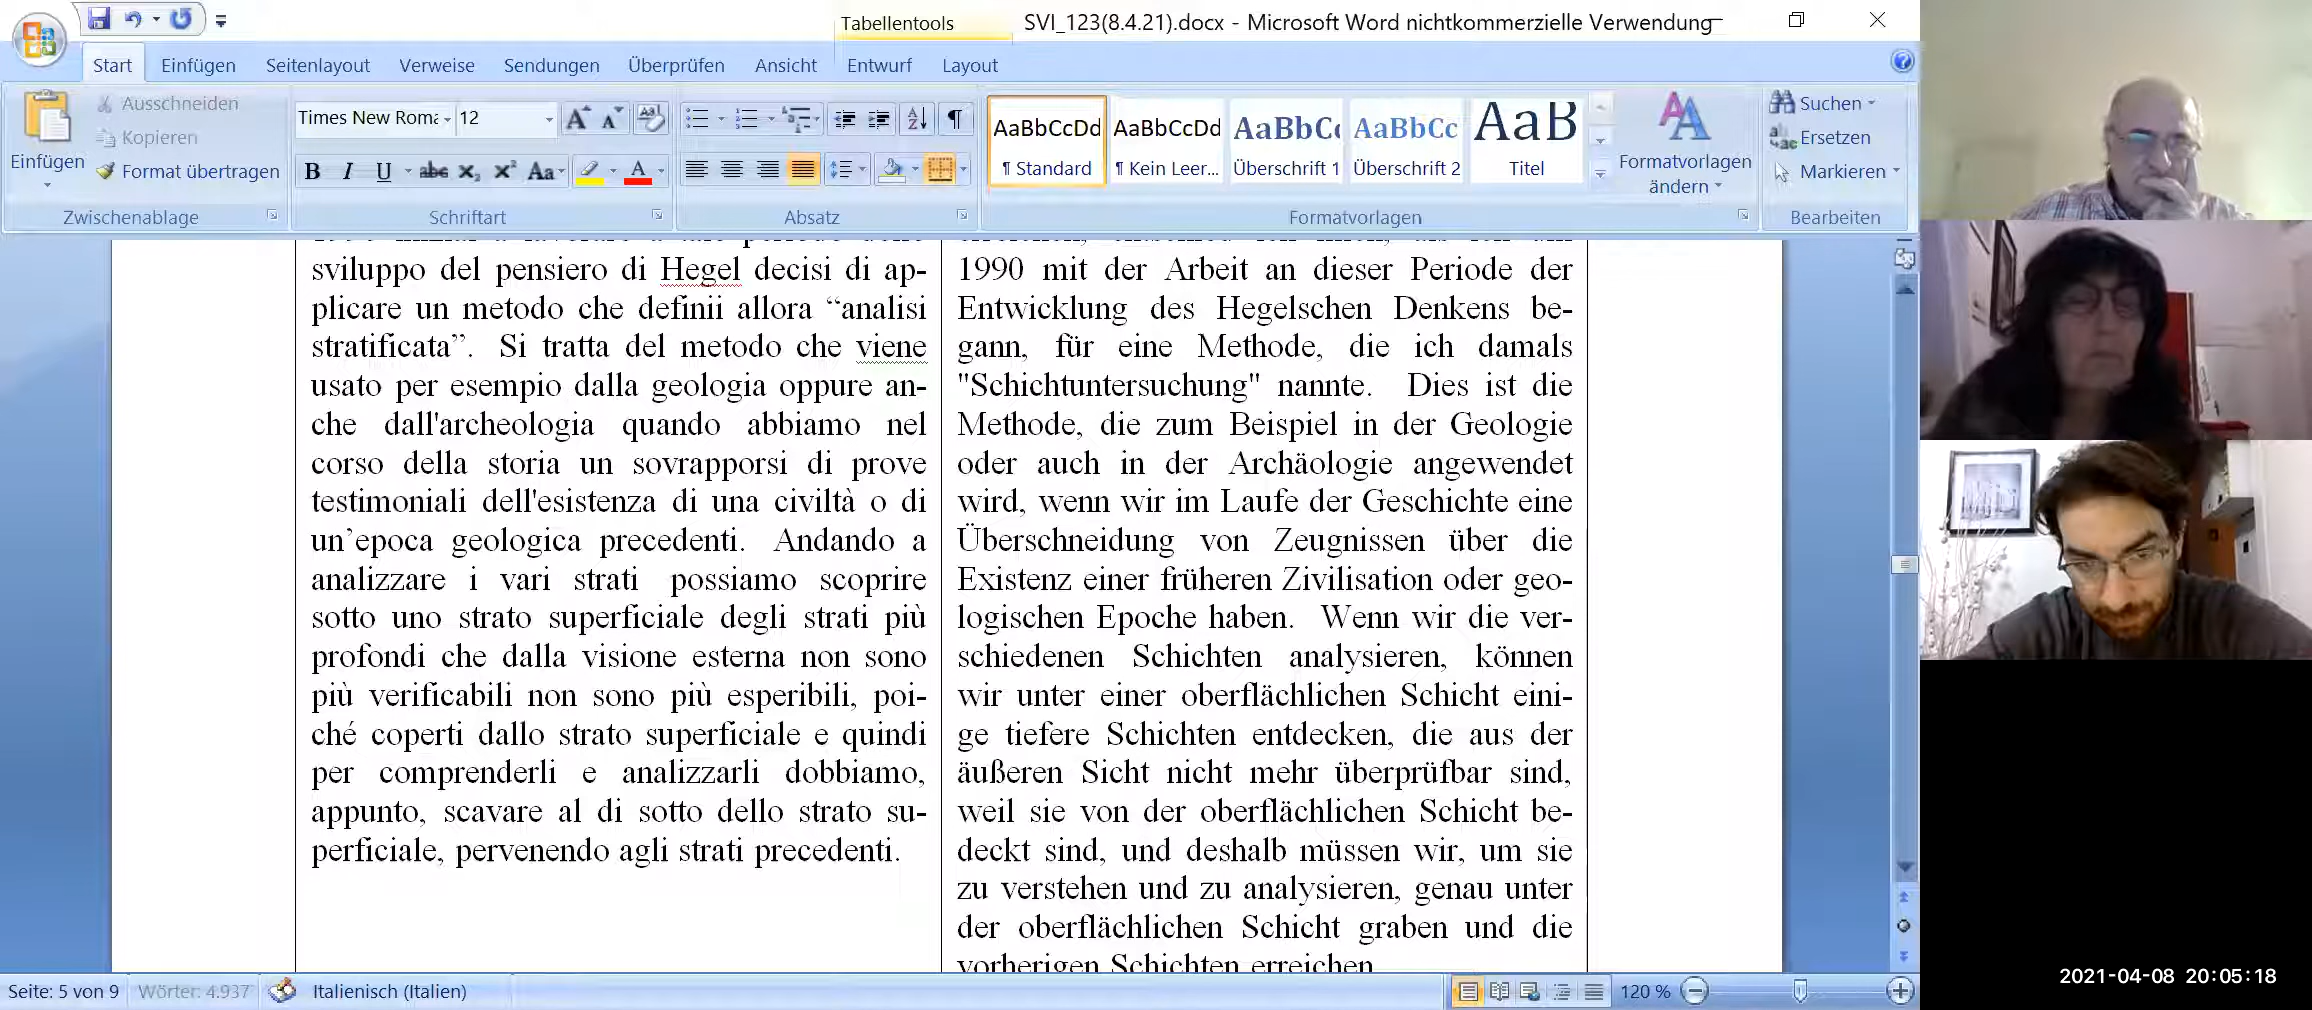 Tabellentools
SVI_123(8.4.21).docx - Microsoft Word nichtkommerzielle Verwendung
Start Einfügen Seitenlayout Verweise Sendungen Überprüfen Ansicht Entwurf Layout
Einfügen
Ausschneiden
Kopieren
Format übertragen
Zwischenablage
Times New Roma 12
Schriftart
Absatz
AaBbCcDd AaBbCcDd AaBbC AaBbCc AaB
¶ Standard ¶ Kein Leer... Überschrift 1 Überschrift 2 Titel
Formatvorlagen
ändern
Formatvorlagen
Suchen
Ersetzen
Markieren
Bearbeiten
sviluppo del pensiero di Hegel decisi di ap-
plicare un metodo che definii allora “analisi
stratificata”. Si tratta del metodo che viene
usato per esempio dalla geologia oppure an-
che dall'archeologia quando abbiamo nel
corso della storia un sovrapporsi di prove
testimoniali dell'esistenza di una civiltà o di
un’epoca geologica precedenti. Andando a
analizzare i vari strati possiamo scoprire
sotto uno strato superficiale degli strati più
profondi che dalla visione esterna non sono
più verificabili non sono più esperibili, poi-
ché coperti dallo strato superficiale e quindi
per comprenderli e analizzarli dobbiamo,
appunto, scavare al di sotto dello strato su-
perficiale, pervenendo agli strati precedenti.
1990 mit der Arbeit an dieser Periode der
Entwicklung des Hegelschen Denkens be-
gann, für eine Methode, die ich damals
"Schichtuntersuchung" nannte. Dies ist die
Methode, die zum Beispiel in der Geologie
oder auch in der Archäologie angewendet
wird, wenn wir im Laufe der Geschichte eine
Überschneidung von Zeugnissen über die
Existenz einer früheren Zivilisation oder geo-
logischen Epoche haben. Wenn wir die ver-
schiedenen Schichten analysieren, können
wir unter einer oberflächlichen Schicht eini-
ge tiefere Schichten entdecken, die aus der
äußeren Sicht nicht mehr überprüfbar sind,
weil sie von der oberflächlichen Schicht be-
deckt sind, und deshalb müssen wir, um sie
zu verstehen und zu analysieren, genau unter
der oberflächlichen Schicht graben und die
vorherigen Schichten erreichen
Seite: 5 von 9 Wörter: 4.937 Italienisch (Italien) 120 %
2021-04-08 20:05:18